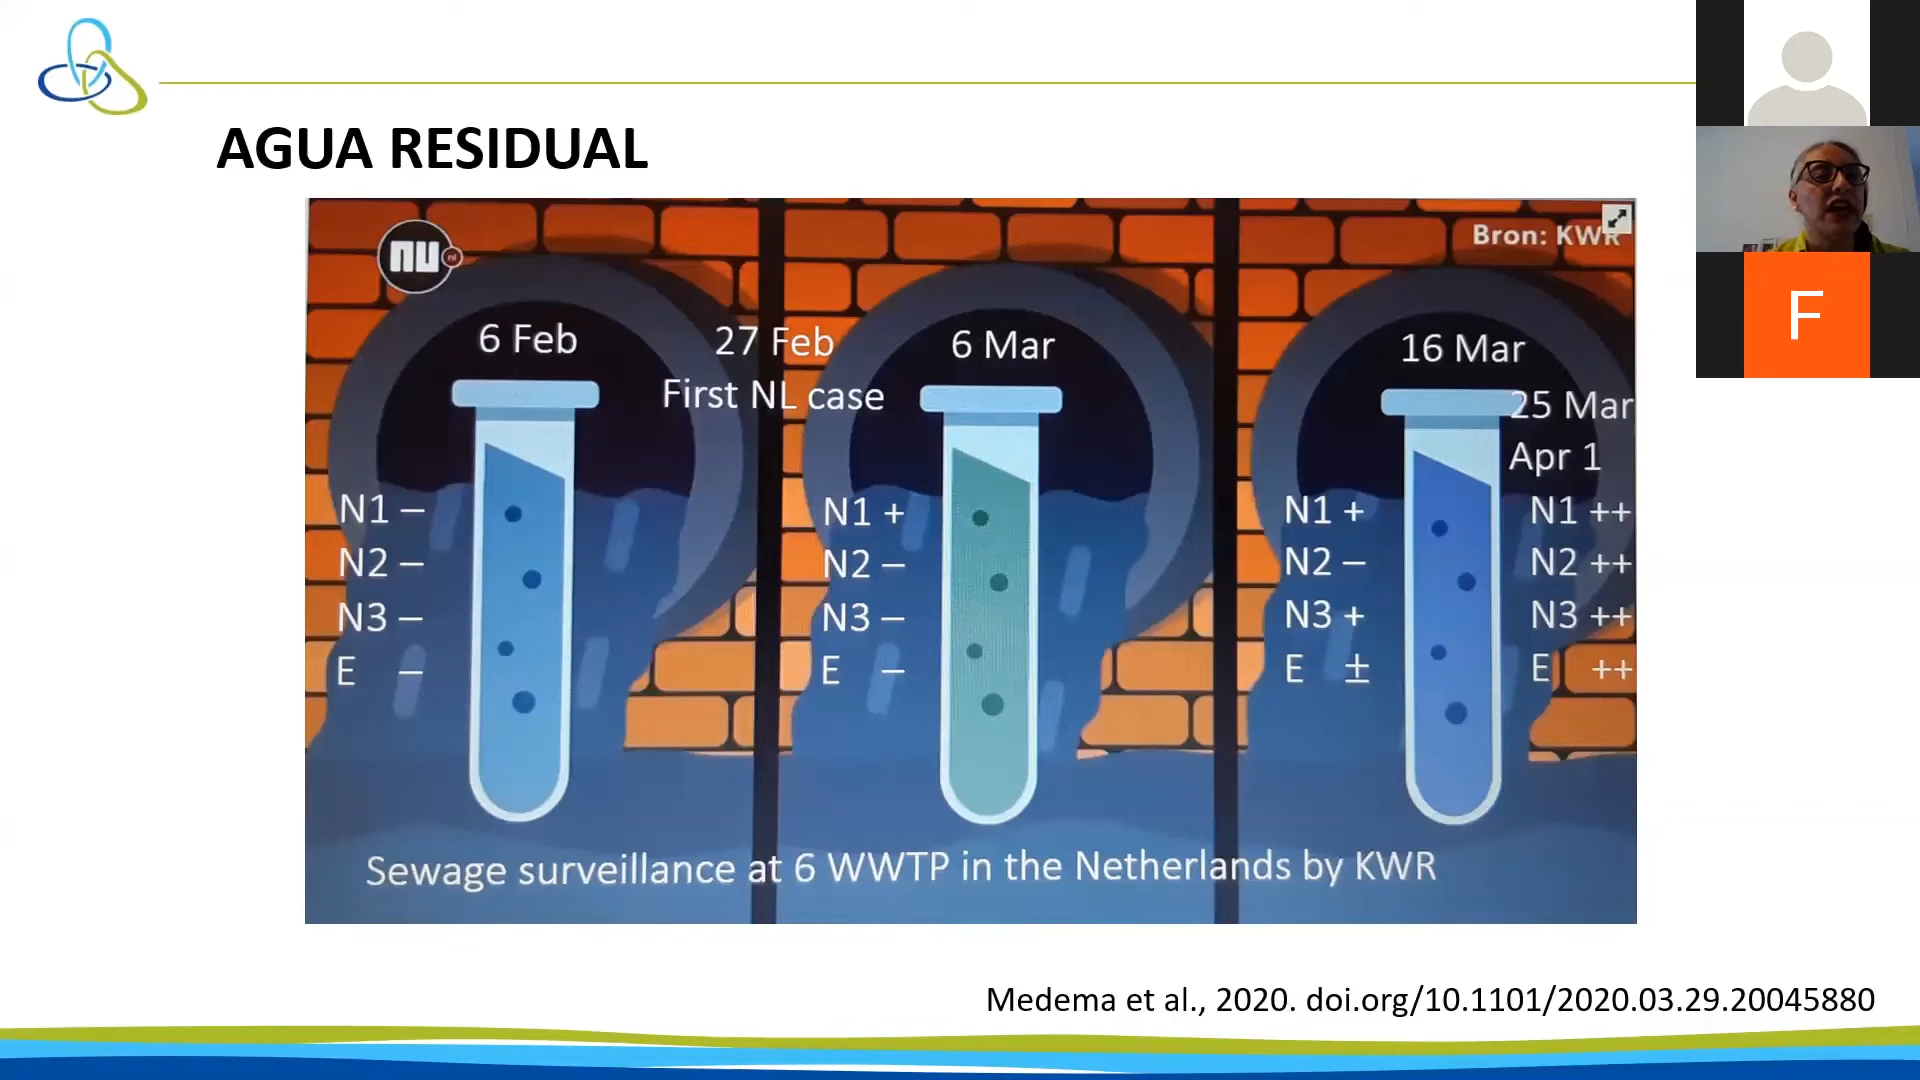 AGUA RESIDUAL
nu
nl
Bron: KWR
6 Feb
N1 –
N2 –
N3 –
E –
27 Feb
First NL case
6 Mar
N1 +
N2 –
N3 –
E –
16 Mar
N1 +
N2 –
N3 +
E ±
25 Mar
Apr 1
N1 ++
N2 ++
N3 ++
E ++
Sewage surveillance at 6 WWTP in the Netherlands by KWR
Medema et al., 2020. doi.org/10.1101/2020.03.29.20045880
F